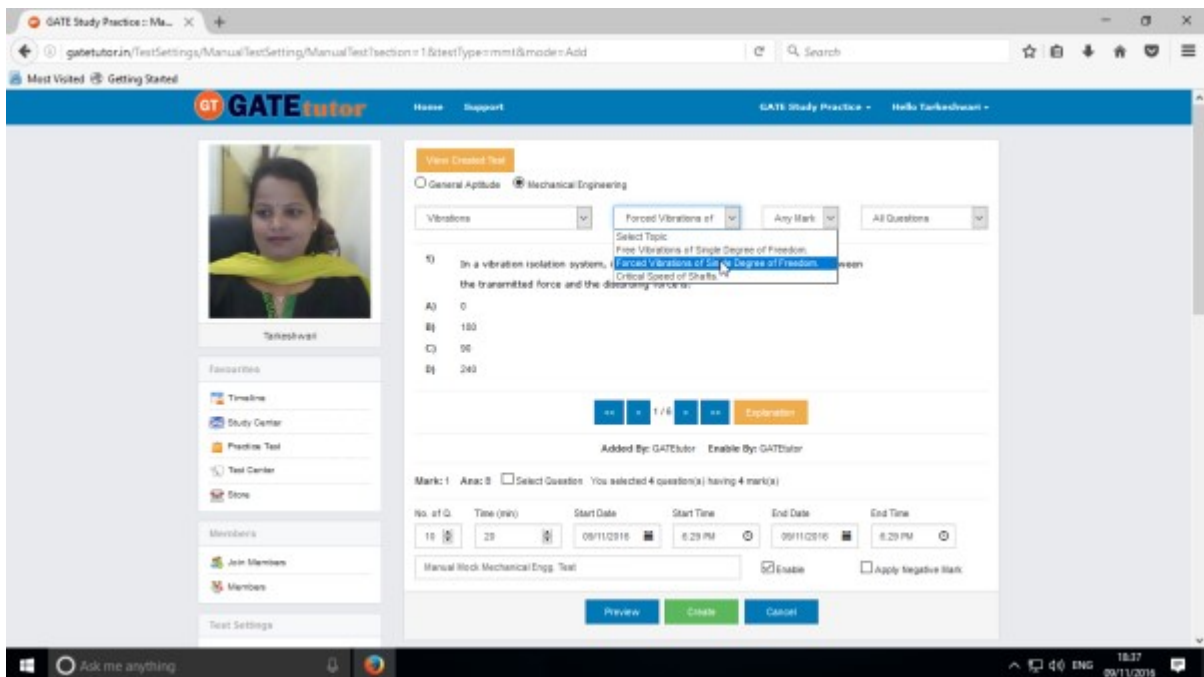 GATE Study Practice :: Ma...
gatetutor.in/TestSettings/ManualTestSetting/ManualTest?section=1&testType=mmt&mode=Add
Search
Most Visited Getting Started
GT GATEtutor Home Support GATE Study Practice Hello Tarkeshwari
View Created Test
General Aptitude Mechanical Engineering
Vibrations Forced Vibrations of Any Mark All Questions
Select Topic
Free Vibrations of Single Degree of Freedom.
Forced Vibrations of Single Degree of Freedom.
Critical Speed of Shafts.
1) In a vibration isolation system,
the transmitted force and the disturbing force is:
A) 0
B) 180
C) 90
D) 240
<< < 1 / 6 > >> Explanation
Added By: GATEtutor Enable By: GATEtutor
Mark: 1 Ans: B Select Question You selected 4 question(s) having 4 mark(s)
No. of Q. Time (min) Start Date Start Time End Date End Time
10 20 09/11/2016 6:29 PM 09/11/2016 6:29 PM
Manual Mock Mechanical Engg. Test Enable Apply Negative Mark
Preview Create Cancel
Tarkeshwari
Favourites
Timeline
Study Center
Practice Test
Test Center
Store
Members
Join Members
Members
Test Settings
Ask me anything
ENG
18:37
09/11/2016